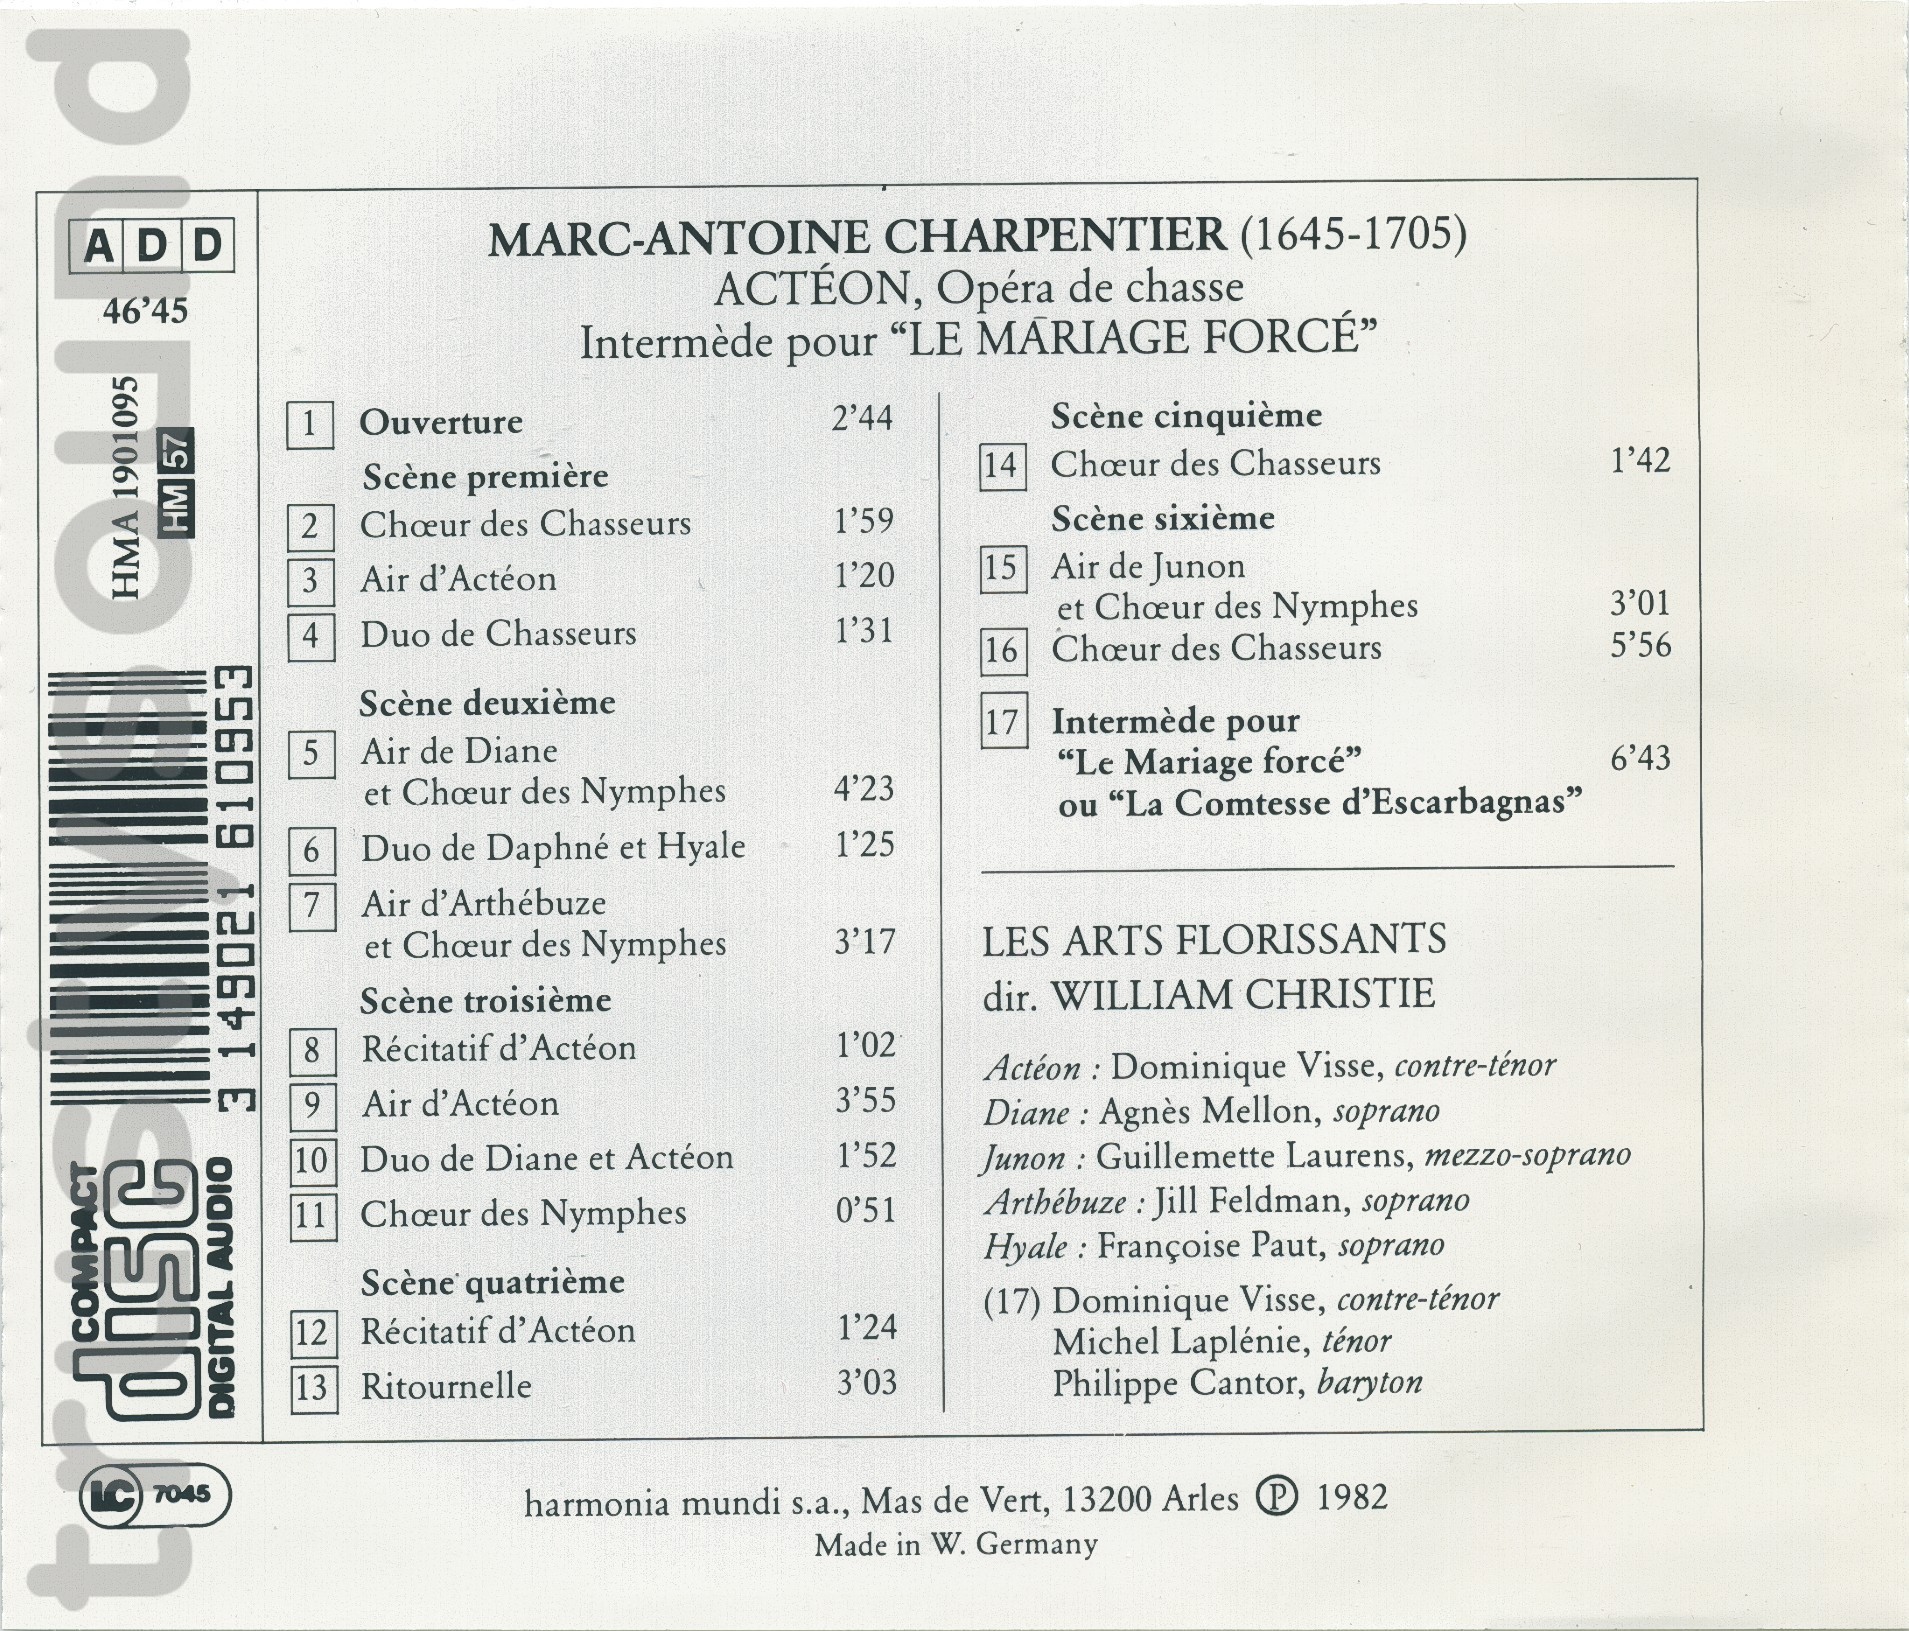 ADD
46’45
HMA 1901095
HM 57
3 149021 610953
COMPACT
disc
DIGITAL AUDIO
LC 7045
tristVsound
MARC-ANTOINE CHARPENTIER (1645-1705)
ACTÉON, Opéra de chasse
Intermède pour “LE MARIAGE FORCÉ”
1 Ouverture 2’44
Scène première
2 Chœur des Chasseurs 1’59
3 Air d’Actéon 1’20
4 Duo de Chasseurs 1’31
Scène deuxième
5 Air de Diane
et Chœur des Nymphes 4’23
6 Duo de Daphné et Hyale 1’25
7 Air d’Arthébuze
et Chœur des Nymphes 3’17
Scène troisième
8 Récitatif d’Actéon 1’02
9 Air d’Actéon 3’55
10 Duo de Diane et Actéon 1’52
11 Chœur des Nymphes 0’51
Scène quatrième
12 Récitatif d’Actéon 1’24
13 Ritournelle 3’03
Scène cinquième
14 Chœur des Chasseurs 1’42
Scène sixième
15 Air de Junon
et Chœur des Nymphes 3’01
16 Chœur des Chasseurs 5’56
17 Intermède pour
“Le Mariage forcé” 6’43
ou “La Comtesse d’Escarbagnas”
LES ARTS FLORISSANTS
dir. WILLIAM CHRISTIE
Actéon : Dominique Visse, contre-ténor
Diane : Agnès Mellon, soprano
Junon : Guillemette Laurens, mezzo-soprano
Arthébuze : Jill Feldman, soprano
Hyale : Françoise Paut, soprano
(17) Dominique Visse, contre-ténor
Michel Laplénie, ténor
Philippe Cantor, baryton
harmonia mundi s.a., Mas de Vert, 13200 Arles Ⓟ 1982
Made in W. Germany